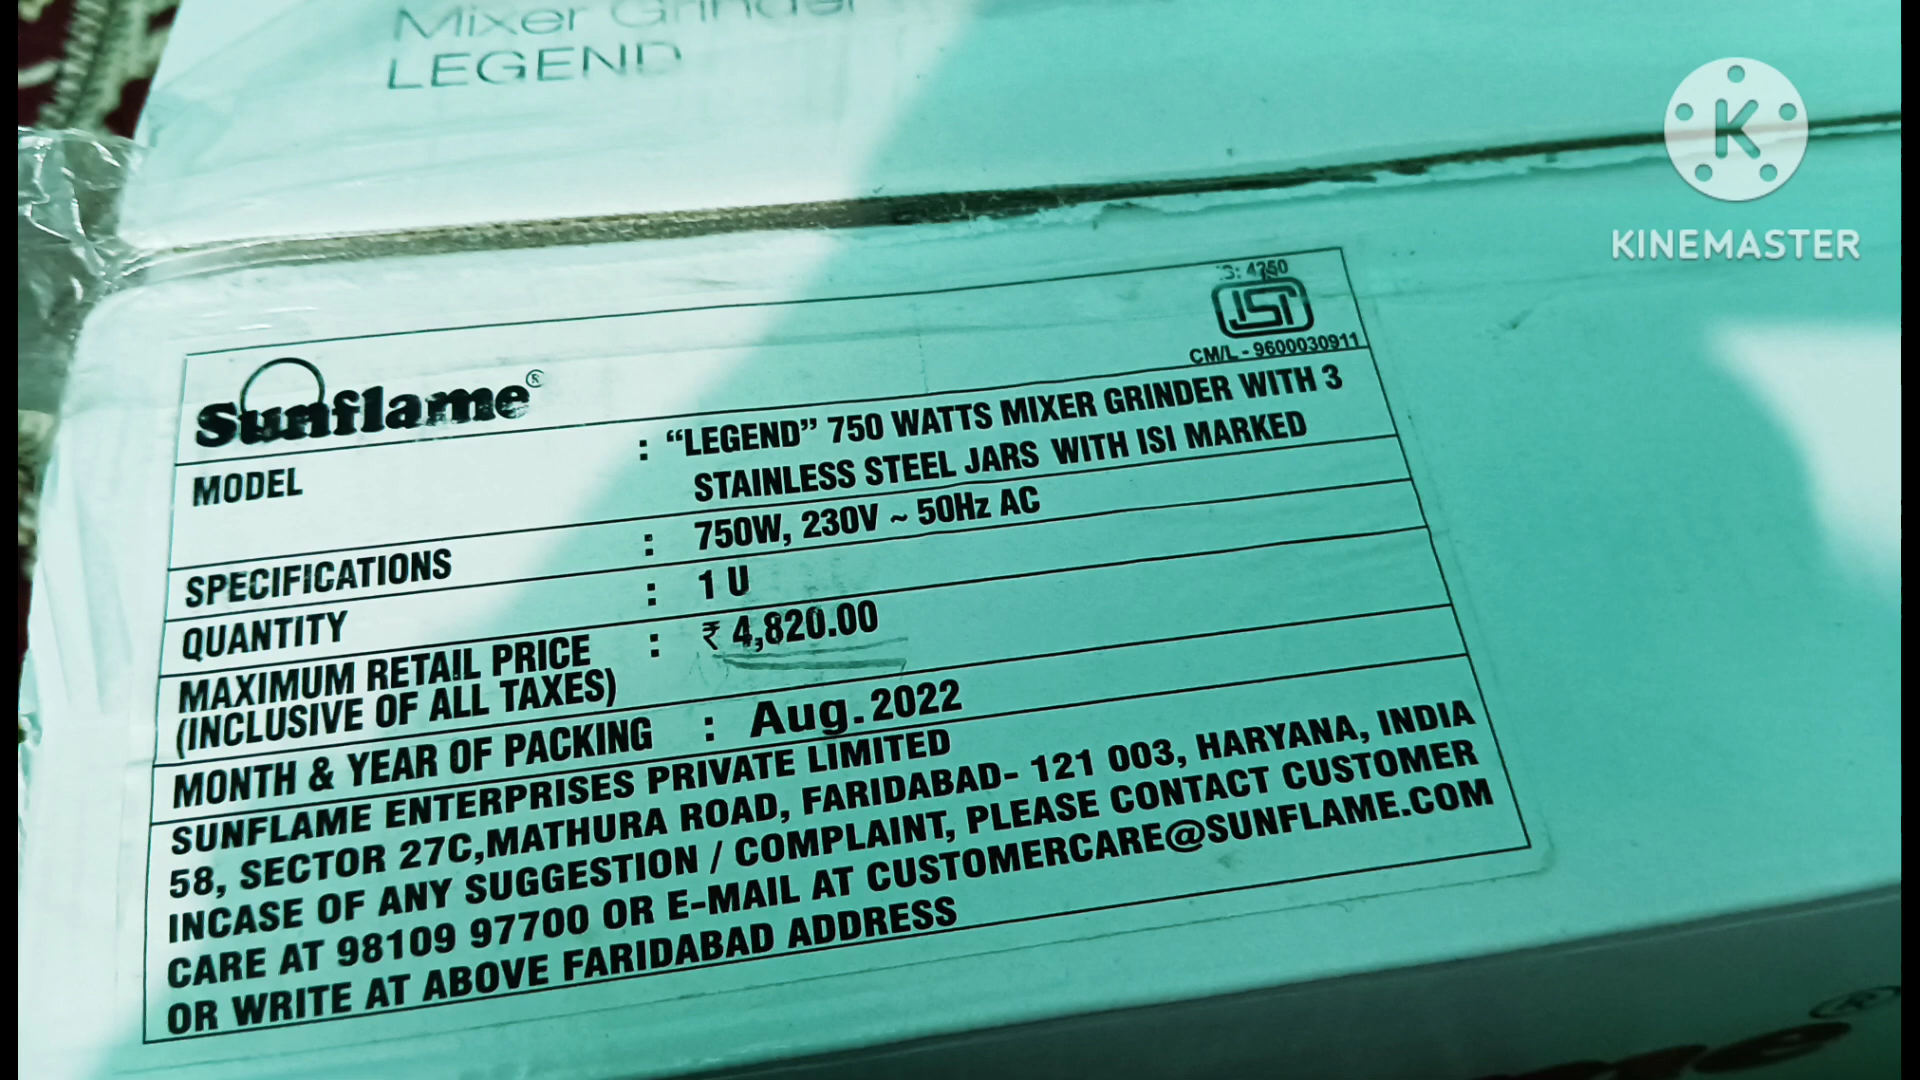 Mixer Grinder
LEGEND
K
KINEMASTER
IS: 4250
ISI
CM/L - 9600030911
Sunflame®
MODEL : “LEGEND” 750 WATTS MIXER GRINDER WITH 3
STAINLESS STEEL JARS WITH ISI MARKED
SPECIFICATIONS : 750W, 230V ~ 50Hz AC
QUANTITY : 1 U
MAXIMUM RETAIL PRICE : ₹ 4,820.00
(INCLUSIVE OF ALL TAXES)
MONTH & YEAR OF PACKING : Aug.2022
SUNFLAME ENTERPRISES PRIVATE LIMITED
58, SECTOR 27C,MATHURA ROAD, FARIDABAD- 121 003, HARYANA, INDIA
INCASE OF ANY SUGGESTION / COMPLAINT, PLEASE CONTACT CUSTOMER
CARE AT 98109 97700 OR E-MAIL AT CUSTOMERCARE@SUNFLAME.COM
OR WRITE AT ABOVE FARIDABAD ADDRESS